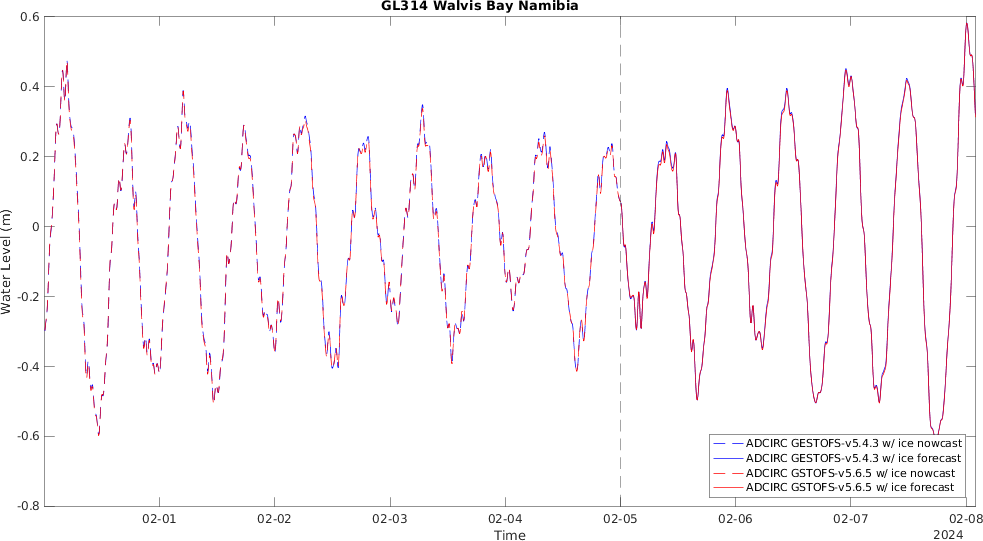 GL314 Walvis Bay Namibia
0.6
0.4
0.2
0
-0.2
-0.4
-0.6
-0.8
Water Level (m)
02-01
02-02
02-03
02-04
02-05
02-06
02-07
02-08
2024
Time
ADCIRC GESTOFS-v5.4.3 w/ ice nowcast
ADCIRC GESTOFS-v5.4.3 w/ ice forecast
ADCIRC GSTOFS-v5.6.5 w/ ice nowcast
ADCIRC GSTOFS-v5.6.5 w/ ice forecast